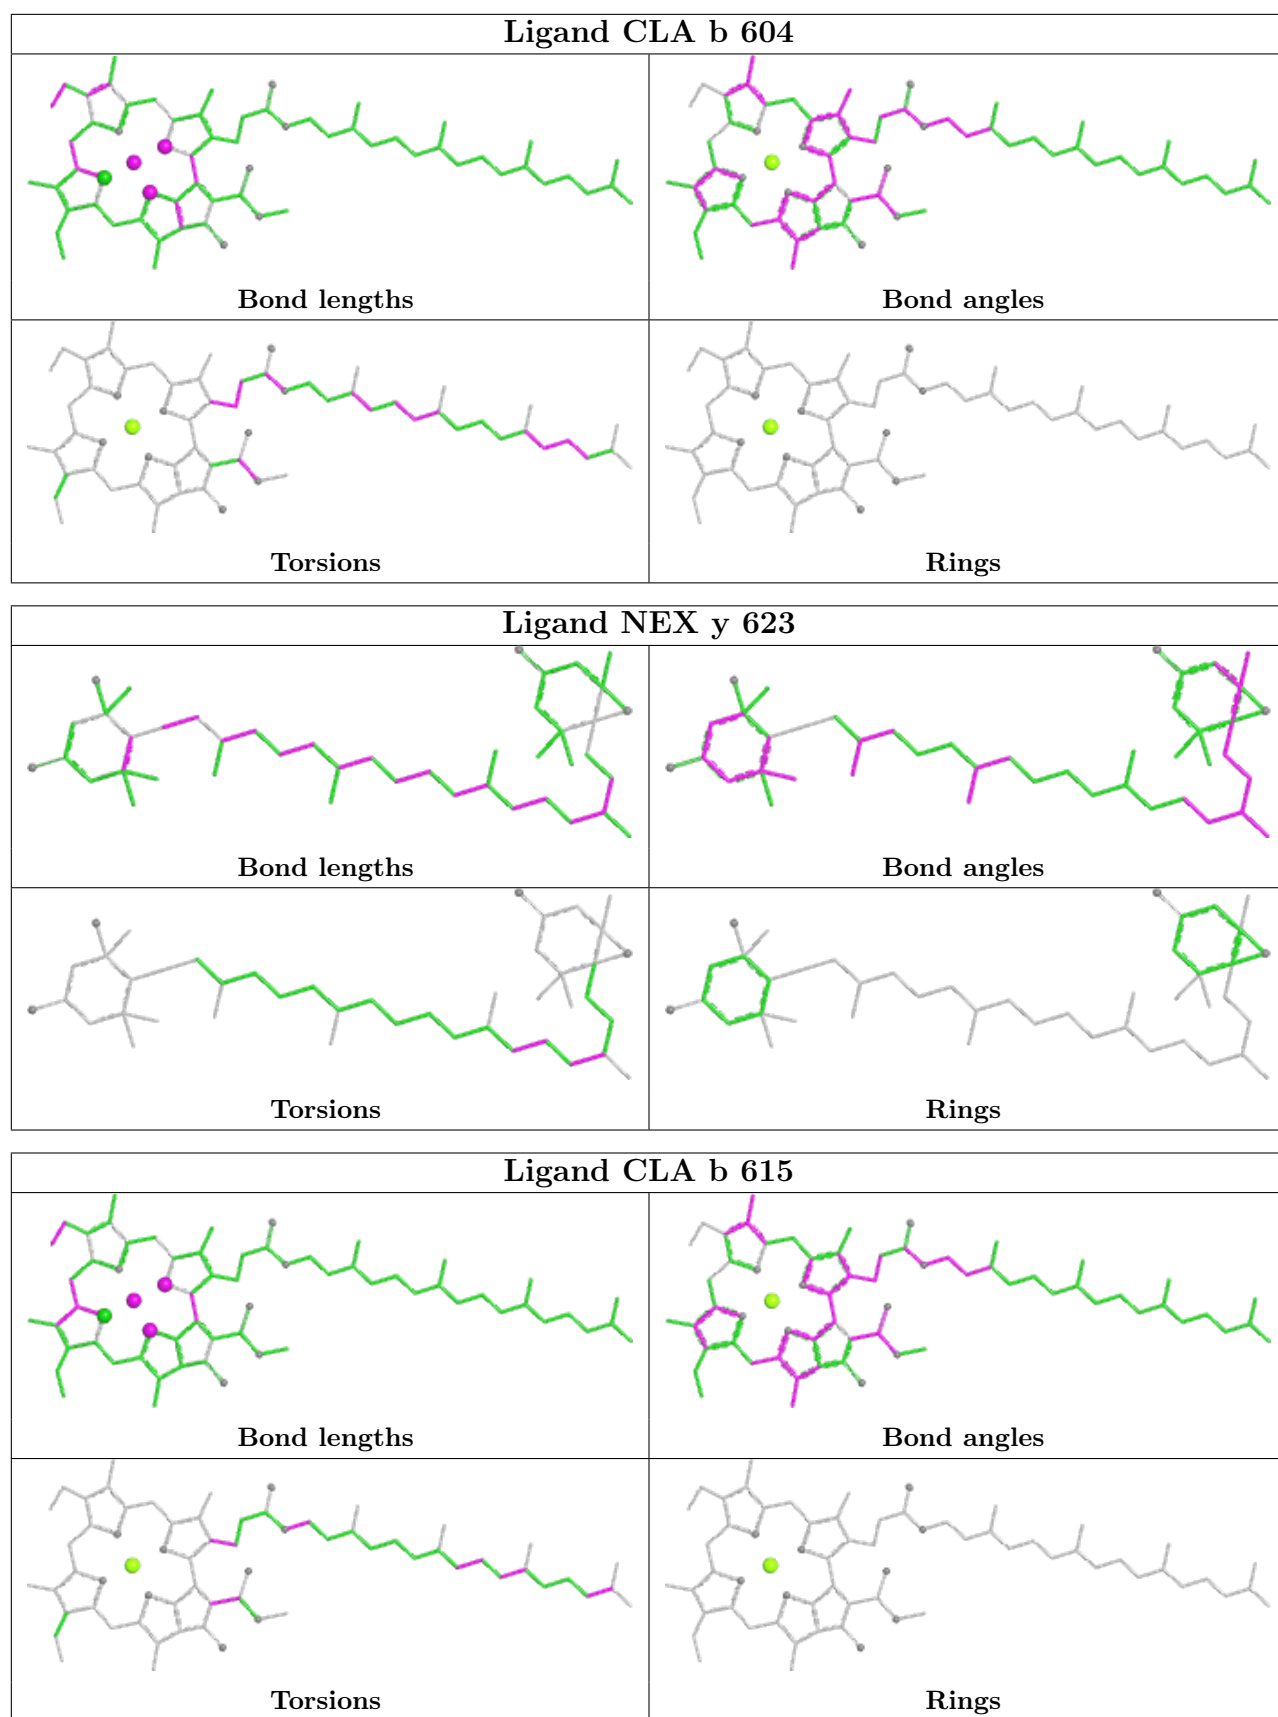 Ligand CLA b 604
Bond lengths
Bond angles
Torsions
Rings
Ligand NEX y 623
Bond lengths
Bond angles
Torsions
Rings
Ligand CLA b 615
Bond lengths
Bond angles
Torsions
Rings